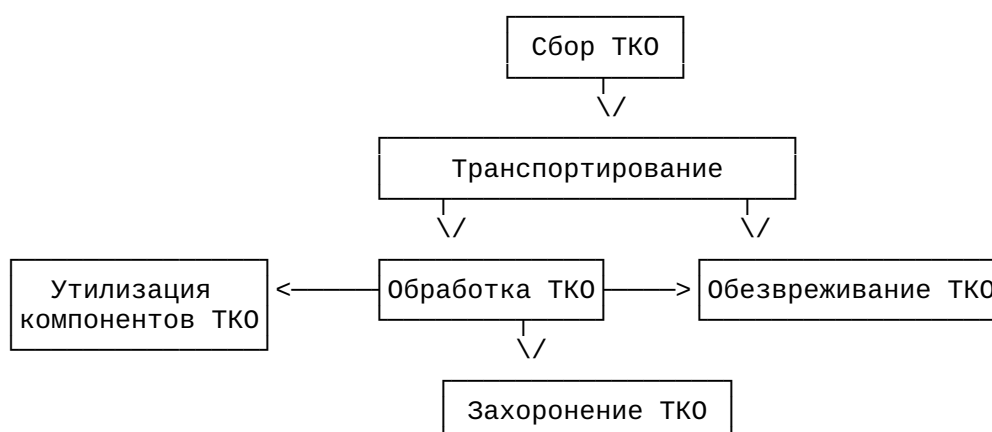 Сбор ТКО
Транспортирование
Утилизация
компонентов ТКО
Обработка ТКО
Обезвреживание ТКО
Захоронение ТКО